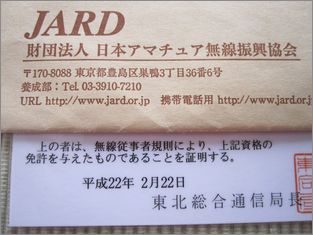 JARD
財団法人 日本アマチュア無線振興協会
〒170-8088 東京都豊島区巣鴨3丁目36番6号
養成部：Tel. 03-3910-7210
URL http://www.jard.or.jp 携帯電話用 http://www.jard.
上の者は、無線従事者規則により、上記資格の
免許を与えたものであることを証明する。
平成22年 2月22日
東北総合通信局長